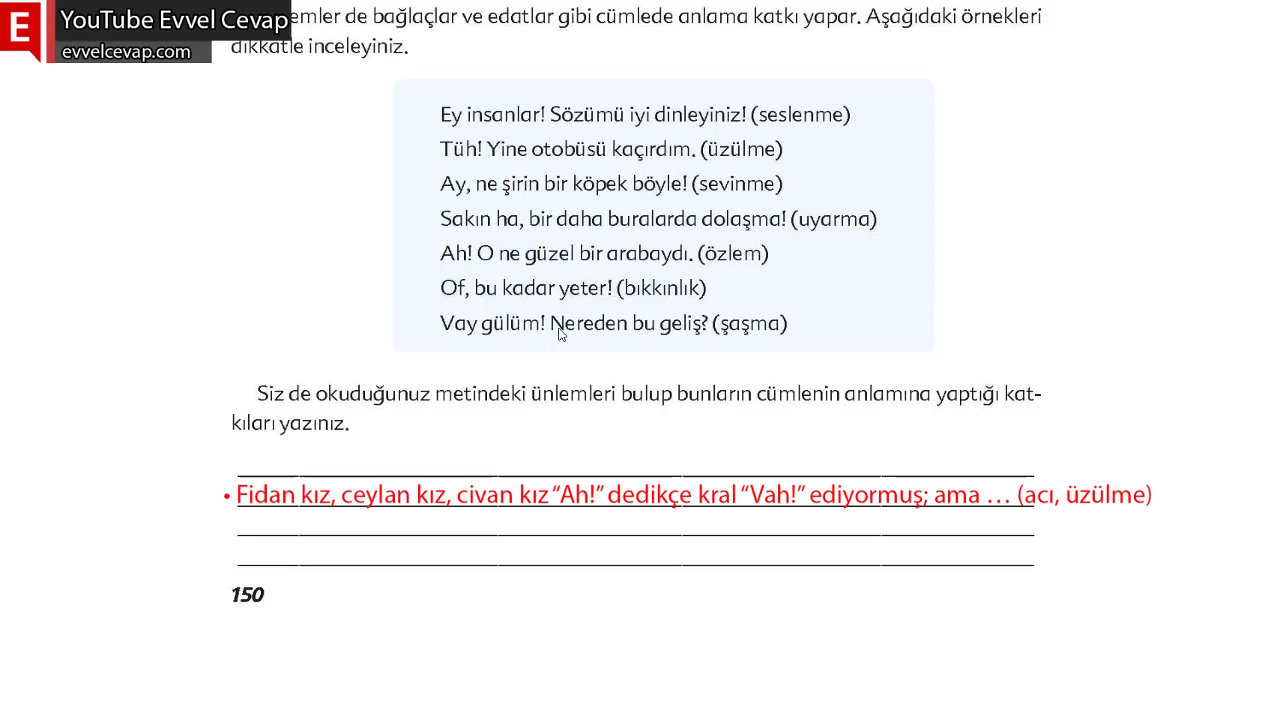 YouTube Evvel Cevap
evvelcevap.com
emler de bağlaçlar ve edatlar gibi cümlede anlama katkı yapar. Aşağıdaki örnekleri
dikkatle inceleyiniz.
Ey insanlar! Sözümü iyi dinleyiniz! (seslenme)
Tüh! Yine otobüsü kaçırdım. (üzülme)
Ay, ne şirin bir köpek böyle! (sevinme)
Sakın ha, bir daha buralarda dolaşma! (uyarma)
Ah! O ne güzel bir arabaydı. (özlem)
Of, bu kadar yeter! (bıkkınlık)
Vay gülüm! Nereden bu geliş? (şaşma)
Siz de okuduğunuz metindeki ünlemleri bulup bunların cümlenin anlamına yaptığı kat-
kıları yazınız.
• Fidan kız, ceylan kız, civan kız “Ah!” dedikçe kral “Vah!” ediyormuş; ama … (acı, üzülme)
150